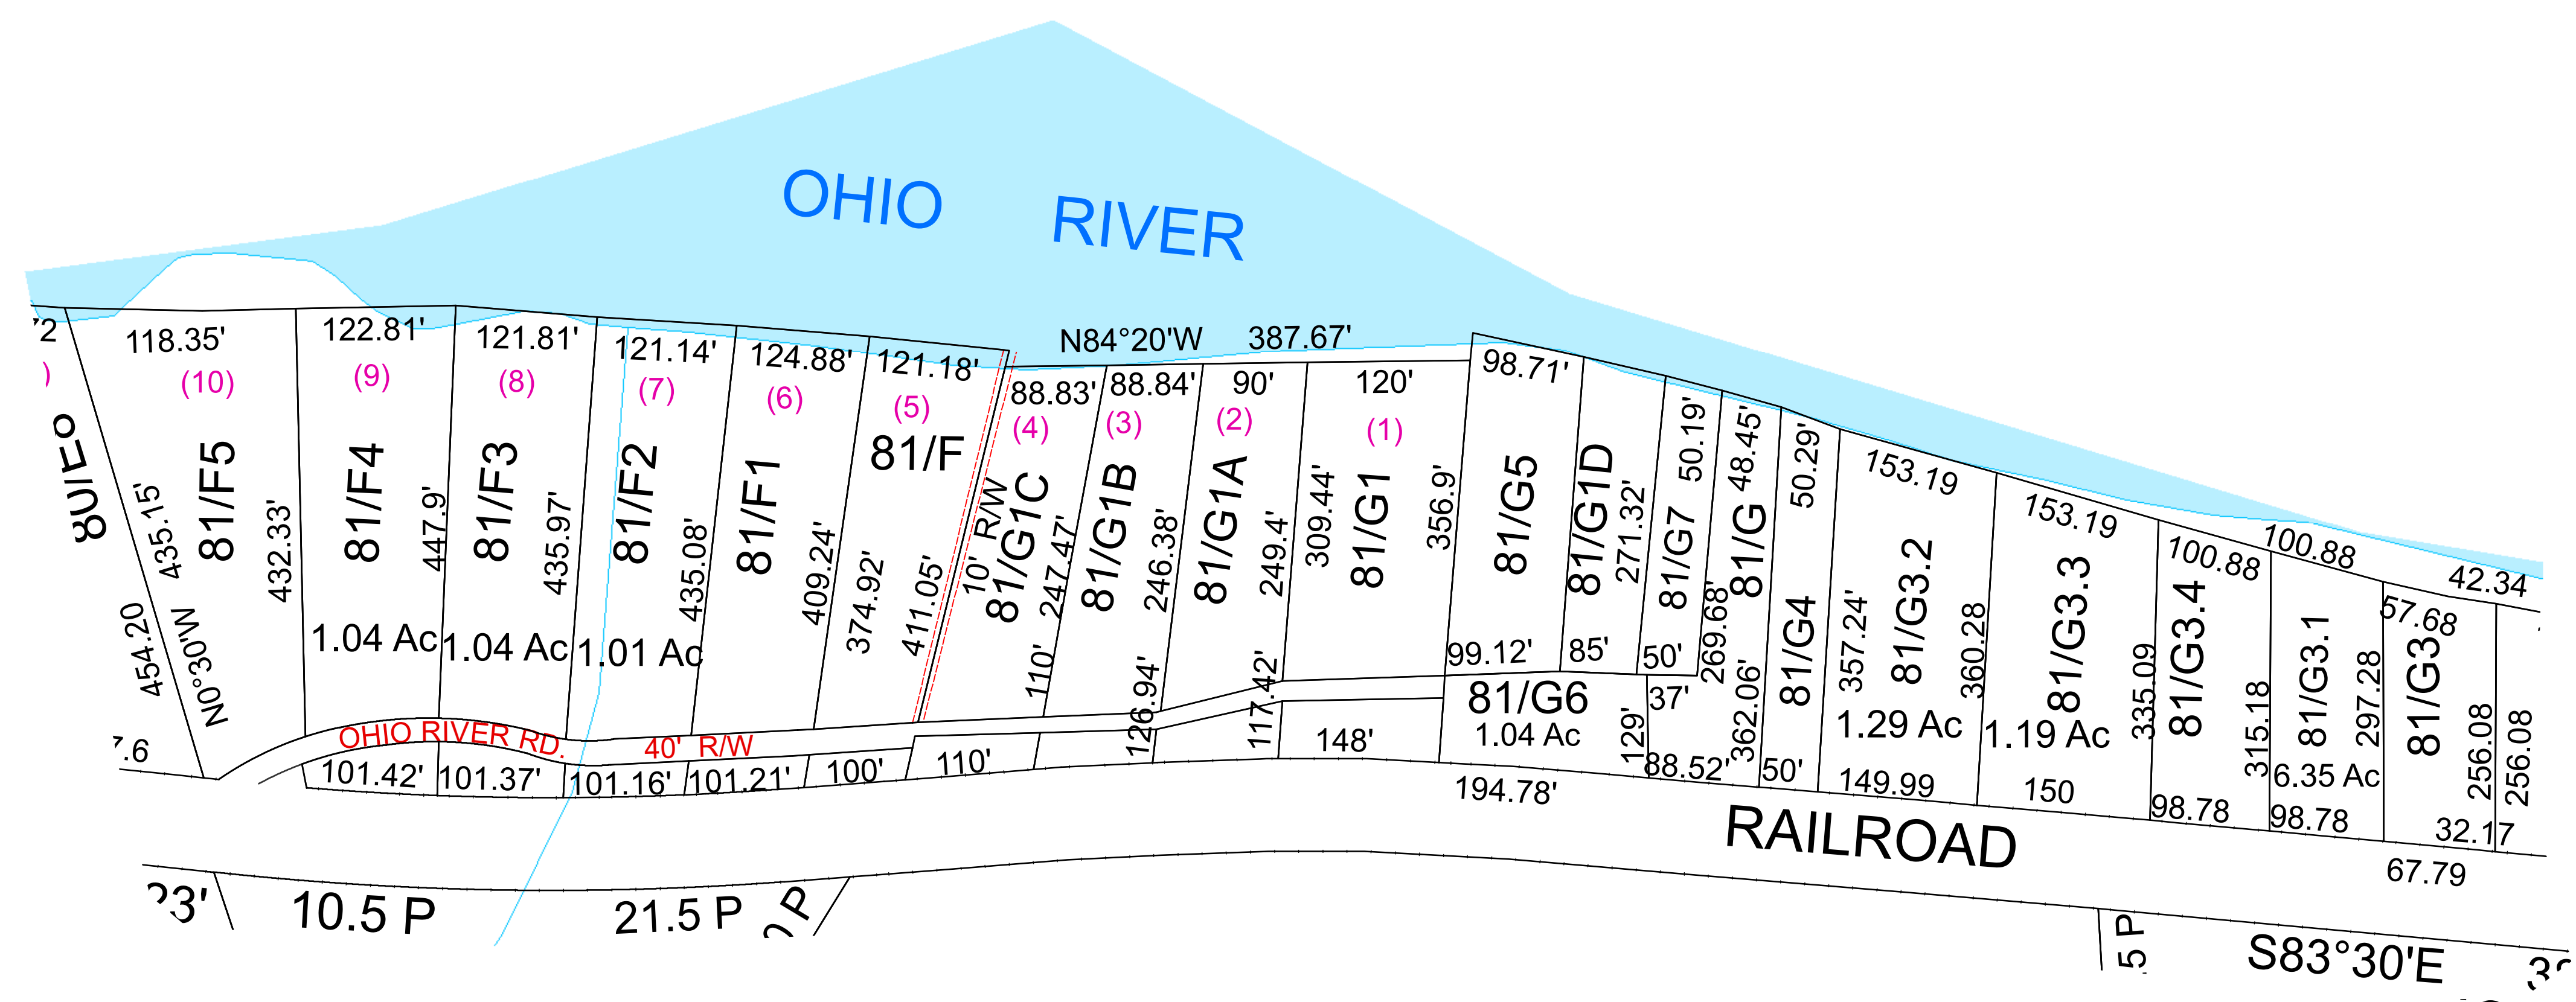 OHIO RIVER
72
118.35'
122.81'
121.81'
121.14'
124.88'
121.18'
N84°20'W 387.67'
88.83'
88.84'
90'
120'
98.71'
50.19'
48.45'
50.29'
153.19
153.19
100.88
100.88
57.68
42.34
)
(10)
(9)
(8)
(7)
(6)
(5)
(4)
(3)
(2)
(1)
81/F5
81/F4
81/F3
81/F2
81/F1
81/F
10' R/W
81/G1C
81/G1B
81/G1A
81/G1
81/G5
81/G1D
81/G7
81/G
81/G4
81/G3.2
81/G3.3
81/G3.4
81/G3.1
81/G3
454.20
N0°30'W
435.15'
432.33'
447.9'
435.97'
435.08'
409.24'
374.92'
411.05'
110'
247.47'
126.94'
246.38'
117.42'
249.4'
309.44'
356.9'
271.32'
269.68'
362.06'
357.24'
360.28
335.09
315.18
297.28
256.08
256.08
1.04 Ac
1.04 Ac
1.01 Ac
99.12'
85'
50'
81/G6
1.04 Ac
37'
129'
1.29 Ac
1.19 Ac
6.35 Ac
7.6
OHIO RIVER RD.
40' R/W
101.42'
101.37'
101.16'
101.21'
100'
110'
148'
194.78'
88.52'
50'
149.99
150
98.78
98.78
32.17
67.79
RAILROAD
23'
10.5 P
21.5 P
0 P
5 P
S83°30'E